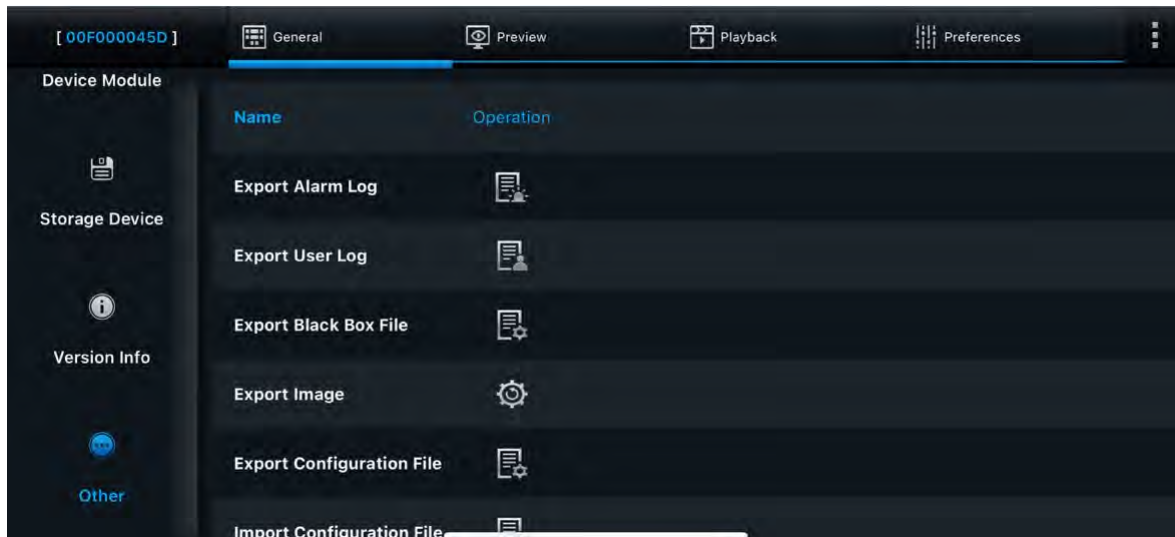 [ 00F000045D ]
General
Preview
Playback
Preferences
Device Module
Storage Device
Version Info
Other
Name Operation
Export Alarm Log
Export User Log
Export Black Box File
Export Image
Export Configuration File
Import Configuration File